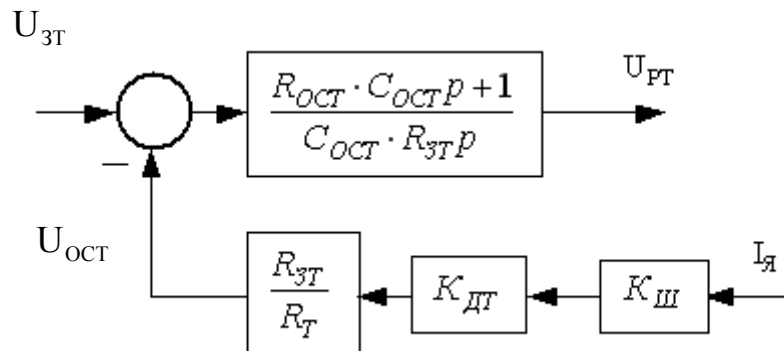 U_ЗТ
R_ОСТ · C_ОСТ p + 1
U_РТ
C_ОСТ · R_ЗТ p
−
U_ОСТ
I_Я
R_ЗТ
K_ДТ
K_Ш
R_Т